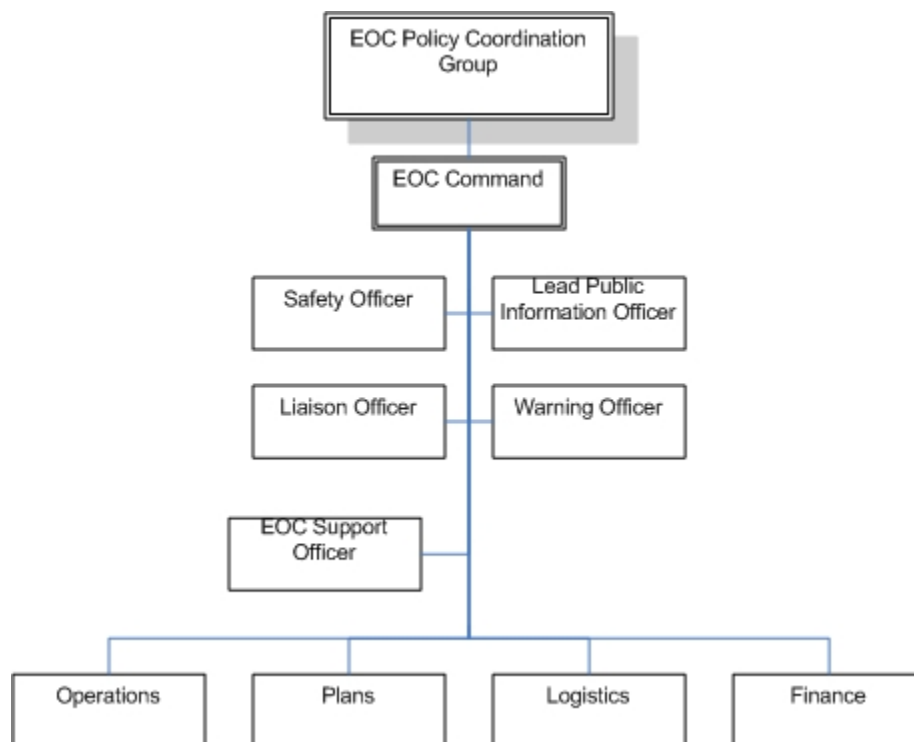 EOC Policy Coordination
Group
EOC Command
Safety Officer
Lead Public
Information Officer
Liaison Officer
Warning Officer
EOC Support
Officer
Operations
Plans
Logistics
Finance